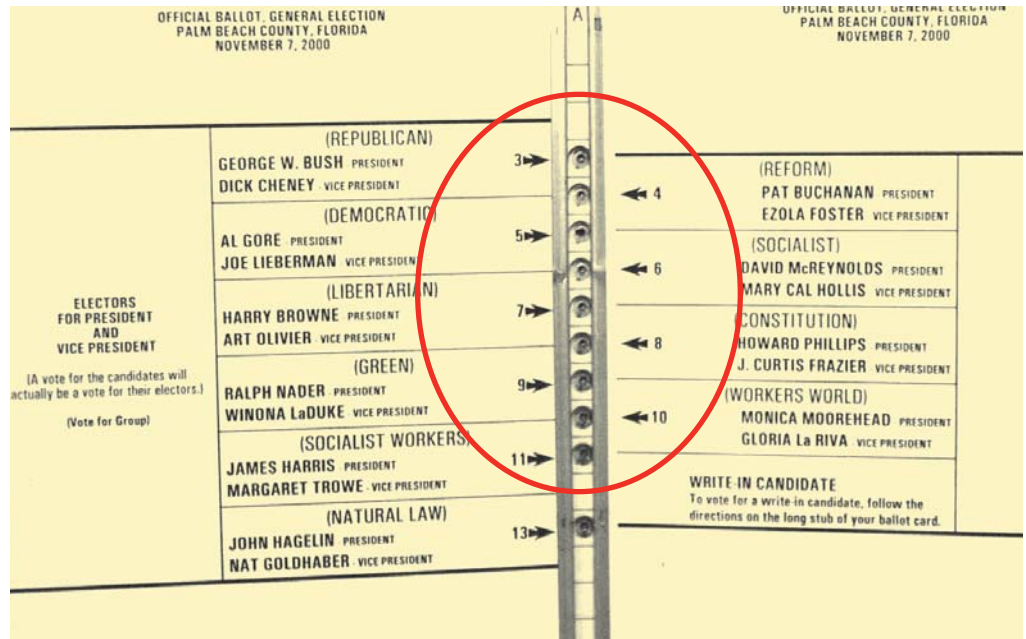 OFFICIAL BALLOT, GENERAL ELECTION
PALM BEACH COUNTY, FLORIDA
NOVEMBER 7, 2000
ELECTORS
FOR PRESIDENT
AND
VICE PRESIDENT
(A vote for the candidates will
actually be a vote for their electors.)
(Vote for Group)
(REPUBLICAN)
GEORGE W. BUSH PRESIDENT
DICK CHENEY VICE PRESIDENT
3
(DEMOCRATIC)
AL GORE PRESIDENT
JOE LIEBERMAN VICE PRESIDENT
5
(LIBERTARIAN)
HARRY BROWNE PRESIDENT
ART OLIVIER VICE PRESIDENT
7
(GREEN)
RALPH NADER PRESIDENT
WINONA LaDUKE VICE PRESIDENT
9
(SOCIALIST WORKERS)
JAMES HARRIS PRESIDENT
MARGARET TROWE VICE PRESIDENT
11
(NATURAL LAW)
JOHN HAGELIN PRESIDENT
NAT GOLDHABER VICE PRESIDENT
13
A
OFFICIAL BALLOT, GENERAL ELECTION
PALM BEACH COUNTY, FLORIDA
NOVEMBER 7, 2000
(REFORM)
4
PAT BUCHANAN PRESIDENT
EZOLA FOSTER VICE PRESIDENT
(SOCIALIST)
6
DAVID McREYNOLDS PRESIDENT
MARY CAL HOLLIS VICE PRESIDENT
(CONSTITUTION)
8
HOWARD PHILLIPS PRESIDENT
J. CURTIS FRAZIER VICE PRESIDENT
(WORKERS WORLD)
10
MONICA MOOREHEAD PRESIDENT
GLORIA La RIVA VICE PRESIDENT
WRITE-IN CANDIDATE
To vote for a write-in candidate, follow the
directions on the long stub of your ballot card.